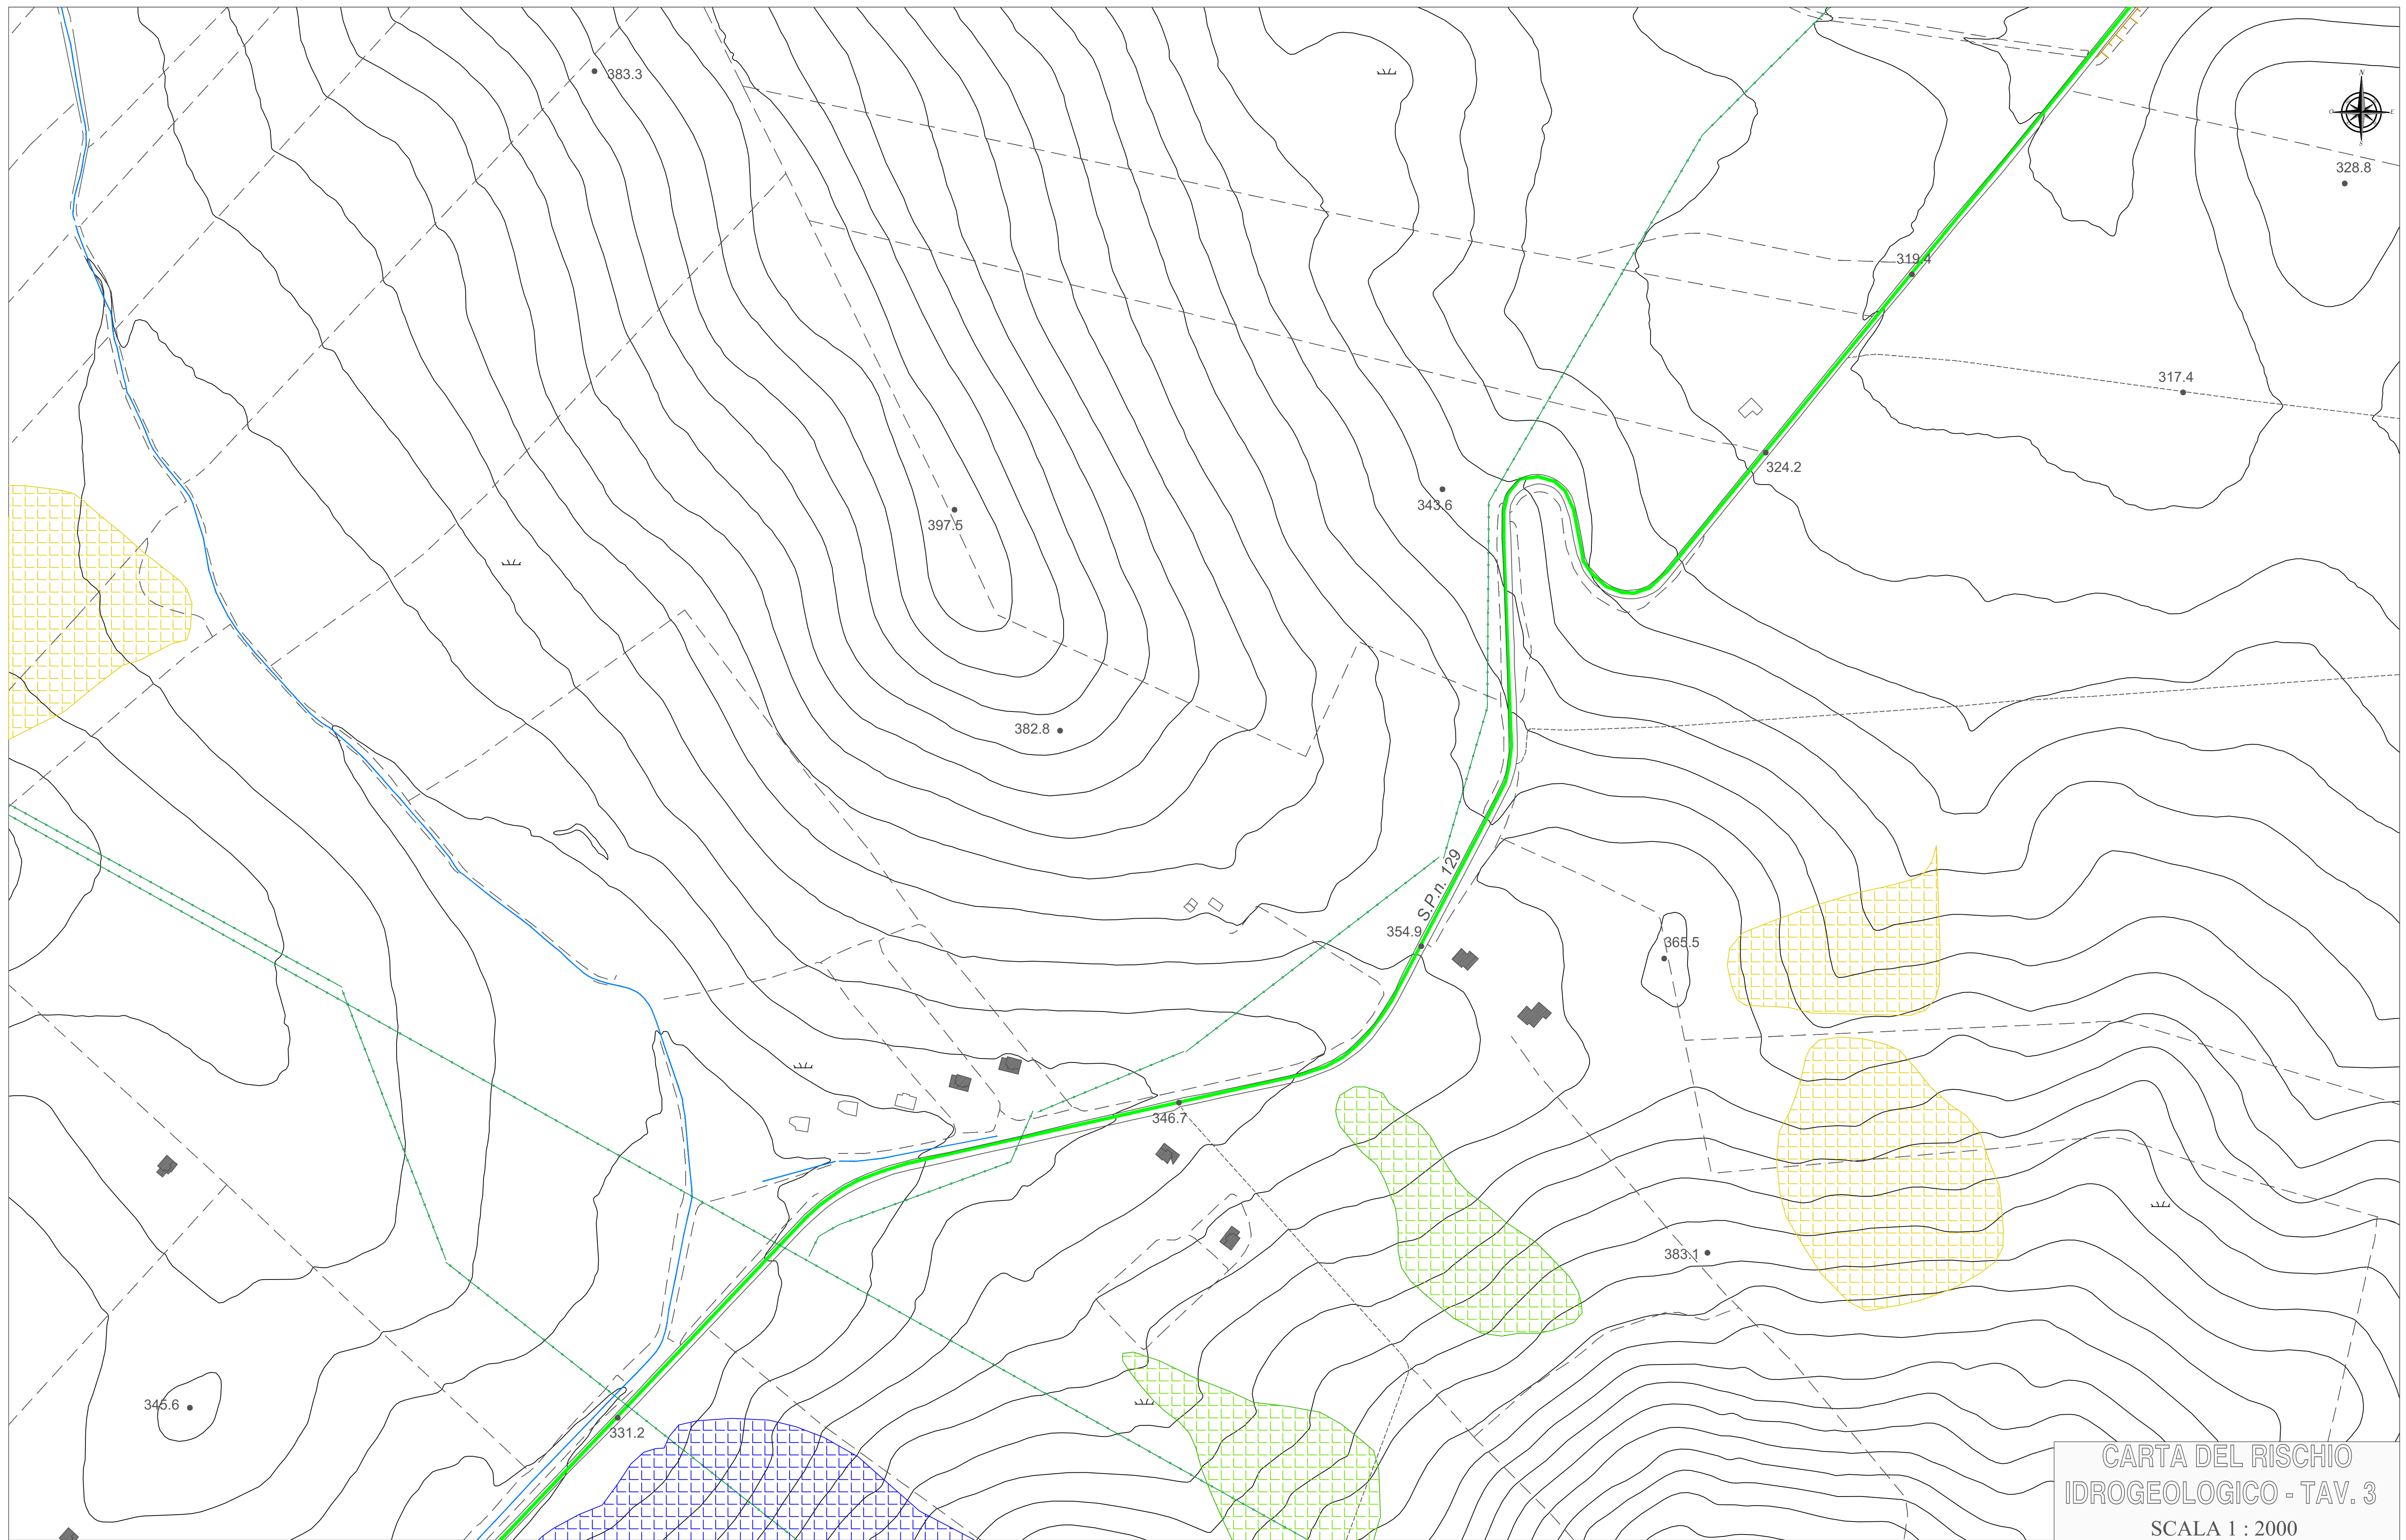 383.3
N
O
E
S
328.8
319.4
317.4
324.2
343.6
397.5
382.8
S.P.n. 129
354.9
365.5
346.7
383.1
345.6
331.2
CARTA DEL RISCHIO
IDROGEOLOGICO - TAV. 3
SCALA 1 : 2000